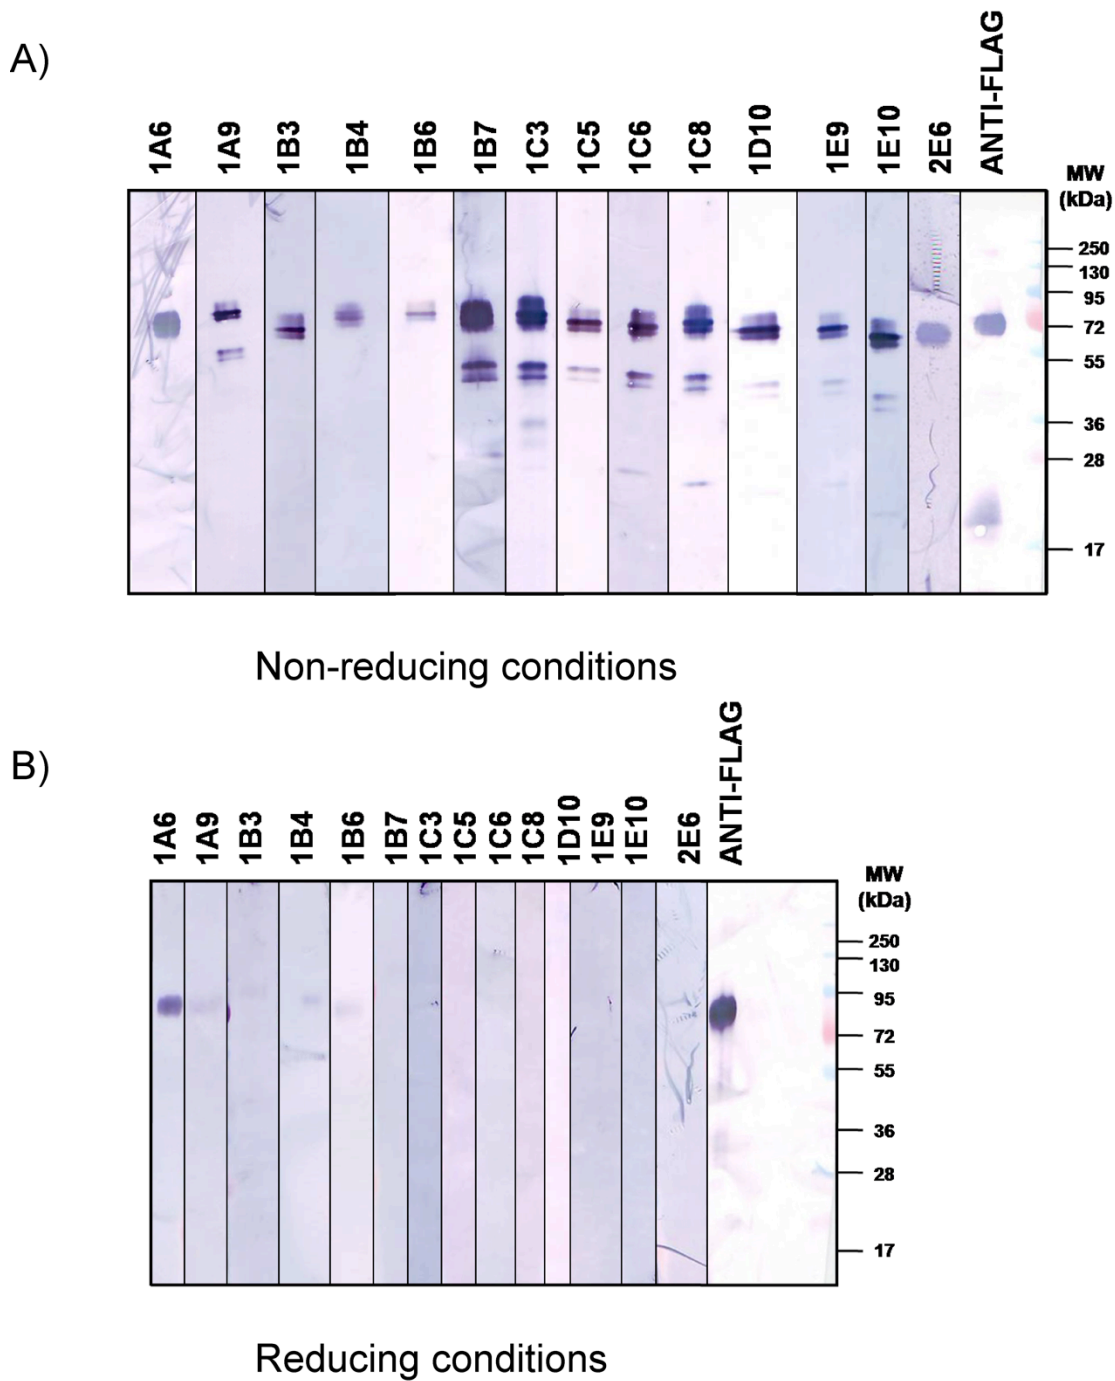 A)
1A6 1A9 1B3 1B4 1B6 1B7 1C3 1C5 1C6 1C8 1D10 1E9 1E10 2E6 ANTI-FLAG
MW
(kDa)
250
130
95
72
55
36
28
17
Non-reducing conditions
B)
1A6 1A9 1B3 1B4 1B6 1B7 1C3 1C5 1C6 1C8 1D10 1E9 1E10 2E6 ANTI-FLAG
MW
(kDa)
250
130
95
72
55
36
28
17
Reducing conditions